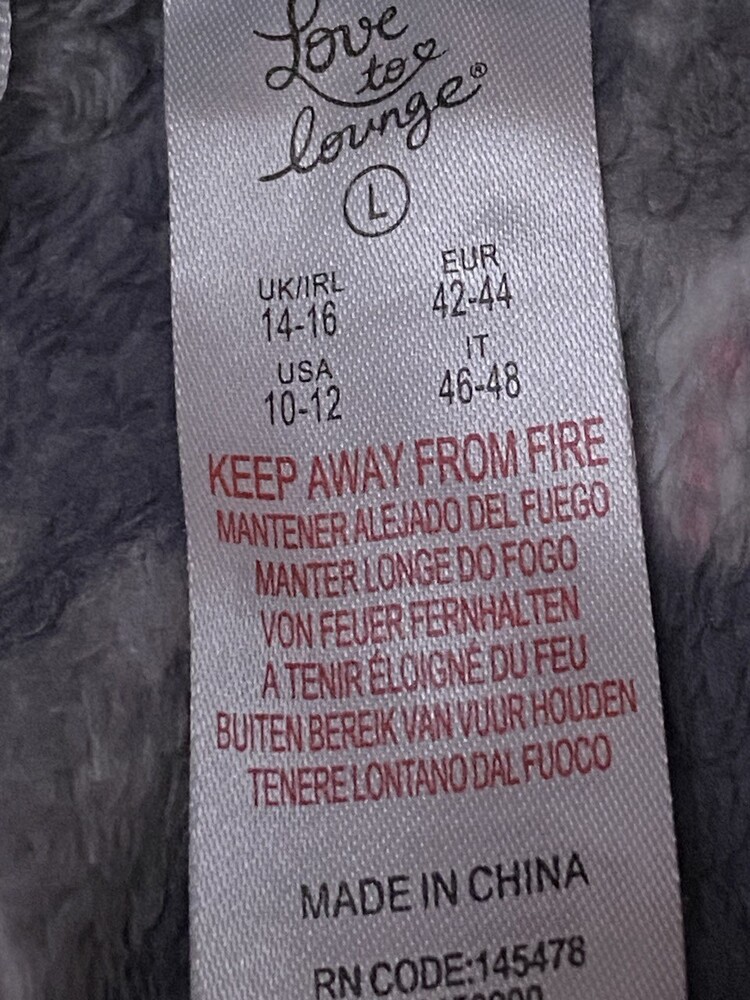 Love
to
lounge®
L
UK/IRL EUR
14-16 42-44
USA IT
10-12 46-48
KEEP AWAY FROM FIRE
MANTENER ALEJADO DEL FUEGO
MANTER LONGE DO FOGO
VON FEUER FERNHALTEN
A TENIR ÉLOIGNÉ DU FEU
BUITEN BEREIK VAN VUUR HOUDEN
TENERE LONTANO DAL FUOCO
MADE IN CHINA
RN CODE:145478